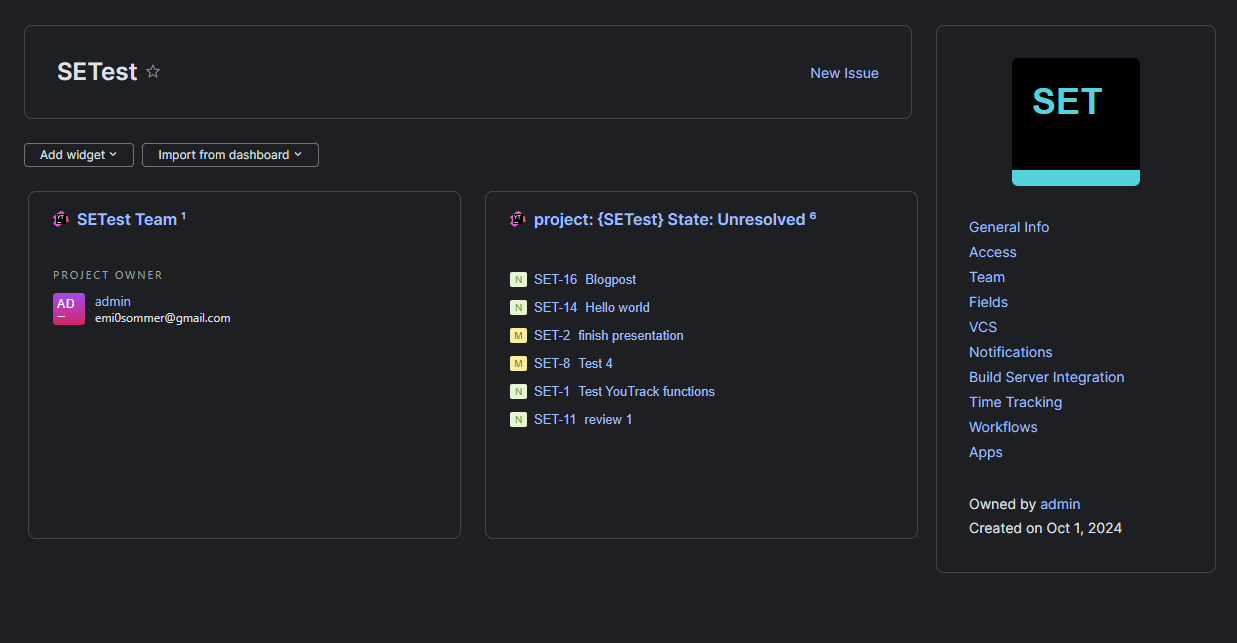 SETest
New Issue
Add widget
Import from dashboard
SETest Team 1
PROJECT OWNER
AD
admin
emi0sommer@gmail.com
project: {SETest} State: Unresolved 6
N SET-16 Blogpost
N SET-14 Hello world
M SET-2 finish presentation
M SET-8 Test 4
N SET-1 Test YouTrack functions
N SET-11 review 1
SET
General Info
Access
Team
Fields
VCS
Notifications
Build Server Integration
Time Tracking
Workflows
Apps
Owned by admin
Created on Oct 1, 2024